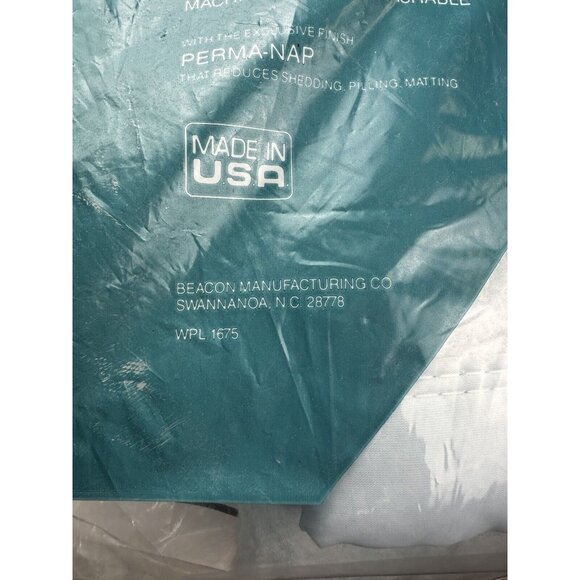 WITH THE EXCLUSIVE FINISH
PERMA-NAP
THAT REDUCES SHEDDING, PILLING, MATTING
MADE IN
U.S.A.
BEACON MANUFACTURING CO
SWANNANOA, N.C. 28778
WPL 1675